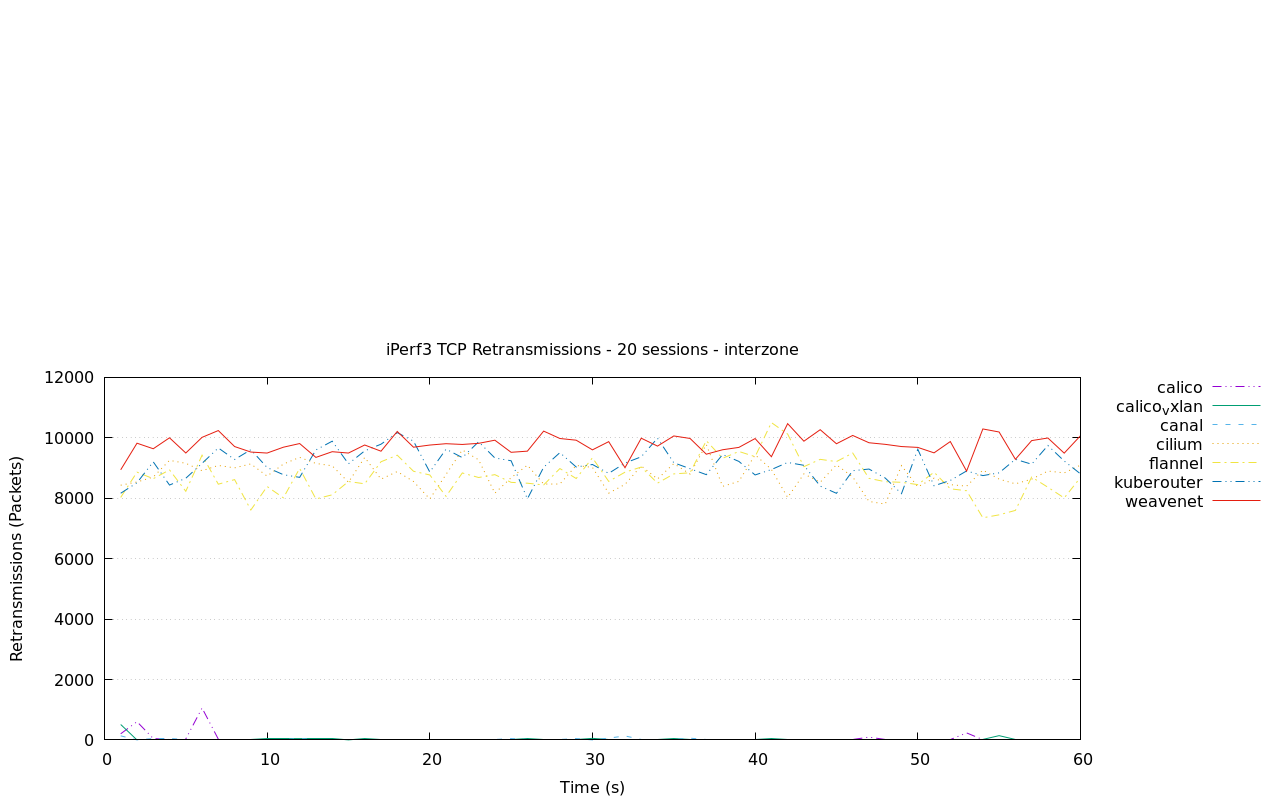 iPerf3 TCP Retransmissions - 20 sessions - interzone
Retransmissions (Packets)
12000
10000
8000
6000
4000
2000
0
0 10 20 30 40 50 60
Time (s)
calico
calicovxlan
canal
cilium
flannel
kuberouter
weavenet